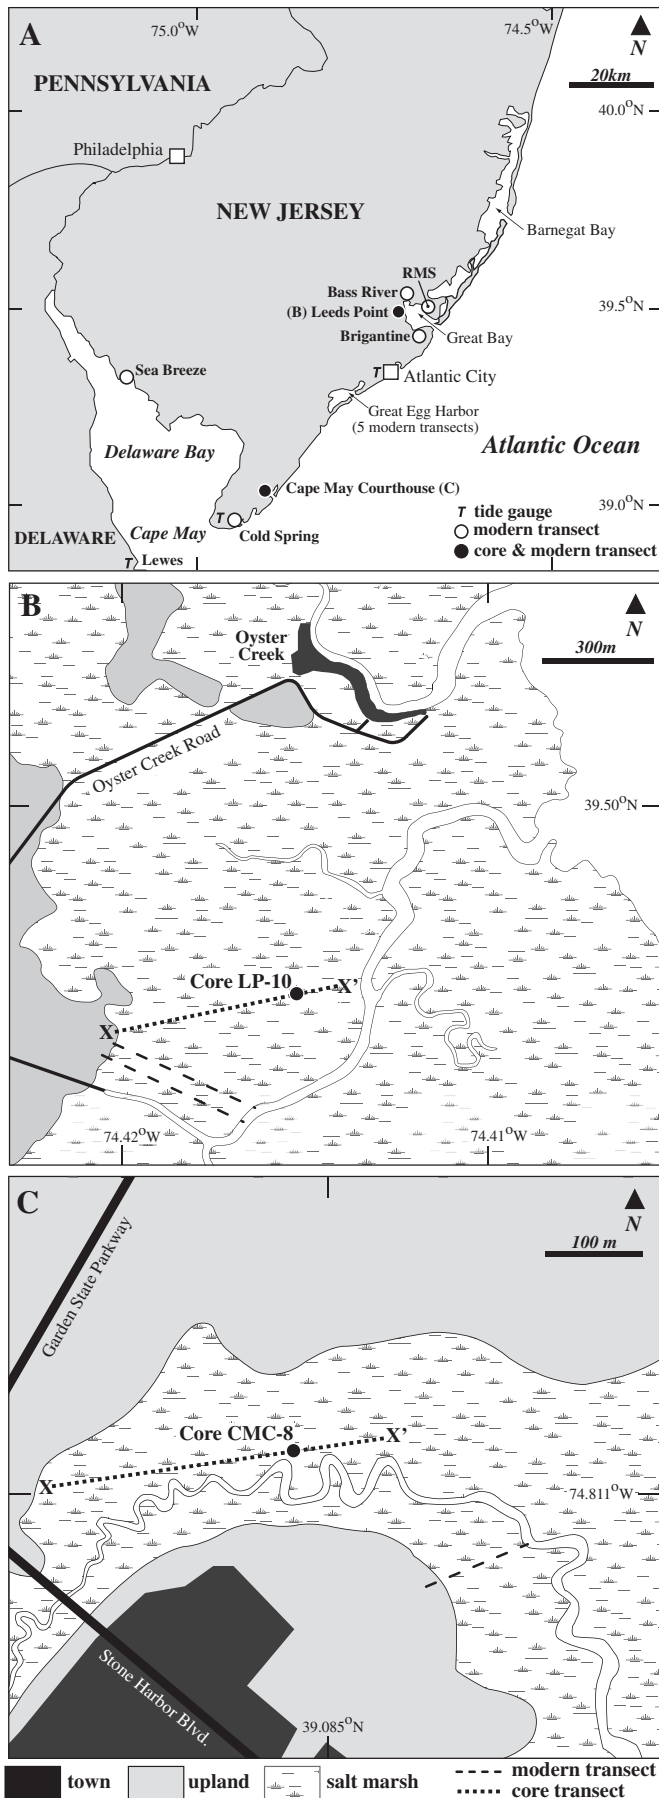 A
75.0°W
74.5°W
N
20km
PENNSYLVANIA
40.0°N
Philadelphia
NEW JERSEY
Barnegat Bay
RMS
Bass River
39.5°N
(B) Leeds Point
Great Bay
Brigantine
T
Atlantic City
Sea Breeze
Great Egg Harbor
(5 modern transects)
Delaware Bay
Atlantic Ocean
Cape May Courthouse (C)
39.0°N
T tide gauge
T
modern transect
DELAWARE
Cape May
Cold Spring
core & modern transect
T Lewes
B
N
Oyster
Creek
300m
Oyster Creek Road
39.50°N
Core LP-10
X'
X
74.42°W
74.41°W
C
N
100 m
Garden State Parkway
Core CMC-8
X'
X
74.811°W
Stone Harbor Blvd.
39.085°N
town
upland
salt marsh
modern transect
core transect